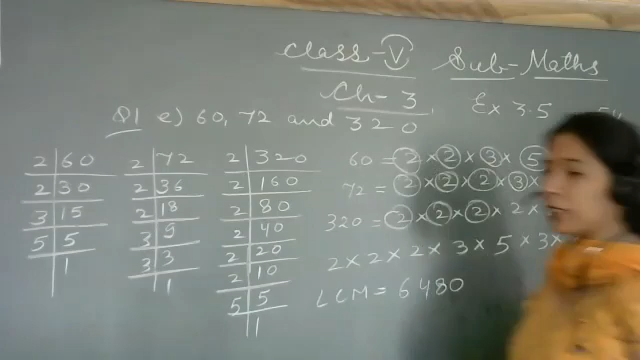 Class-V Sub-Maths
Ch-3
Ex 3.5
Q1 e) 60, 72 and 320
2 60
2 30
3 15
5 5
1
2 72
2 36
2 18
3 9
3 3
1
2 320
2 160
2 80
2 40
2 20
2 10
5 5
1
60 = 2 × 2 × 3 × 5
72 = 2 × 2 × 2 × 3
320 = 2 × 2 × 2 × 2 ×
2 × 2 × 2 × 3 × 5 × 3 ×
LCM = 6480